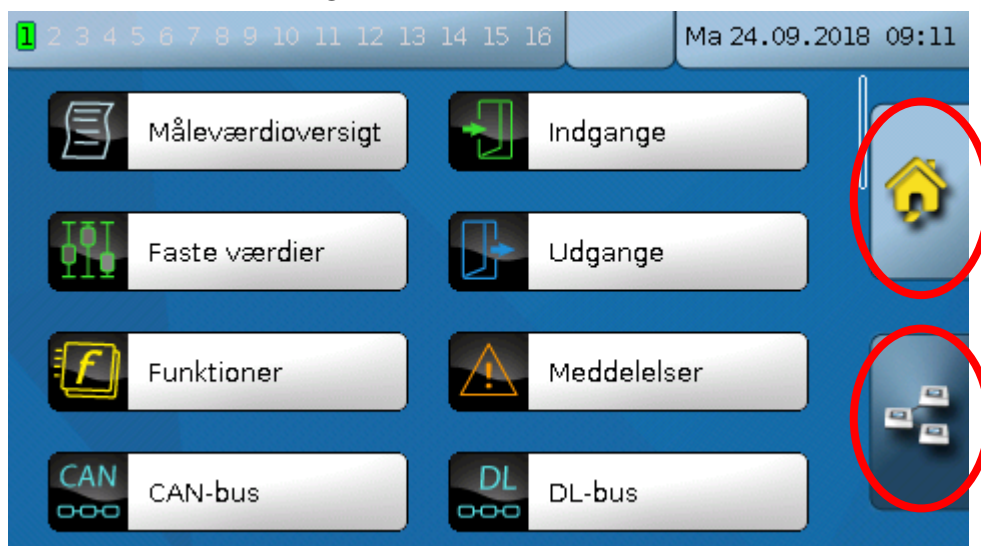 1 2 3 4 5 6 7 8 9 10 11 12 13 14 15 16 Ma 24.09.2018 09:11
Måleværdioversigt Indgange
Faste værdier Udgange
f Funktioner Meddelelser
CAN CAN-bus DL DL-bus